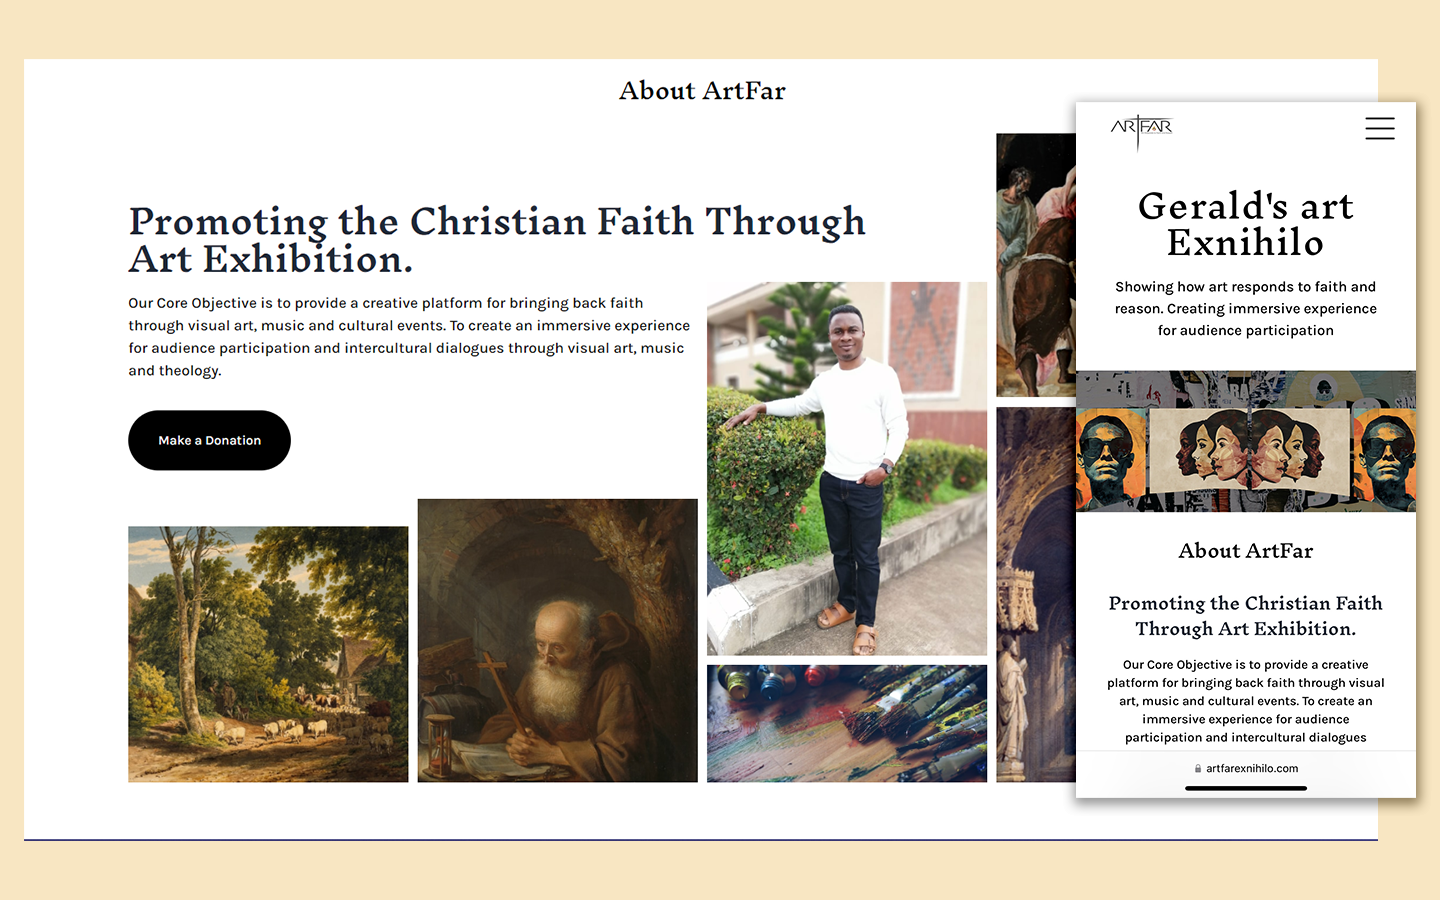 About ArtFar
Promoting the Christian Faith Through
Art Exhibition.
Our Core Objective is to provide a creative platform for bringing back faith
through visual art, music and cultural events. To create an immersive experience
for audience participation and intercultural dialogues through visual art, music
and theology.
Make a Donation
ARTFAR
Gerald's art
Exnihilo
Showing how art responds to faith and
reason. Creating immersive experience
for audience participation
About ArtFar
Promoting the Christian Faith
Through Art Exhibition.
Our Core Objective is to provide a creative
platform for bringing back faith through visual
art, music and cultural events. To create an
immersive experience for audience
participation and intercultural dialogues
artfarexnihilo.com